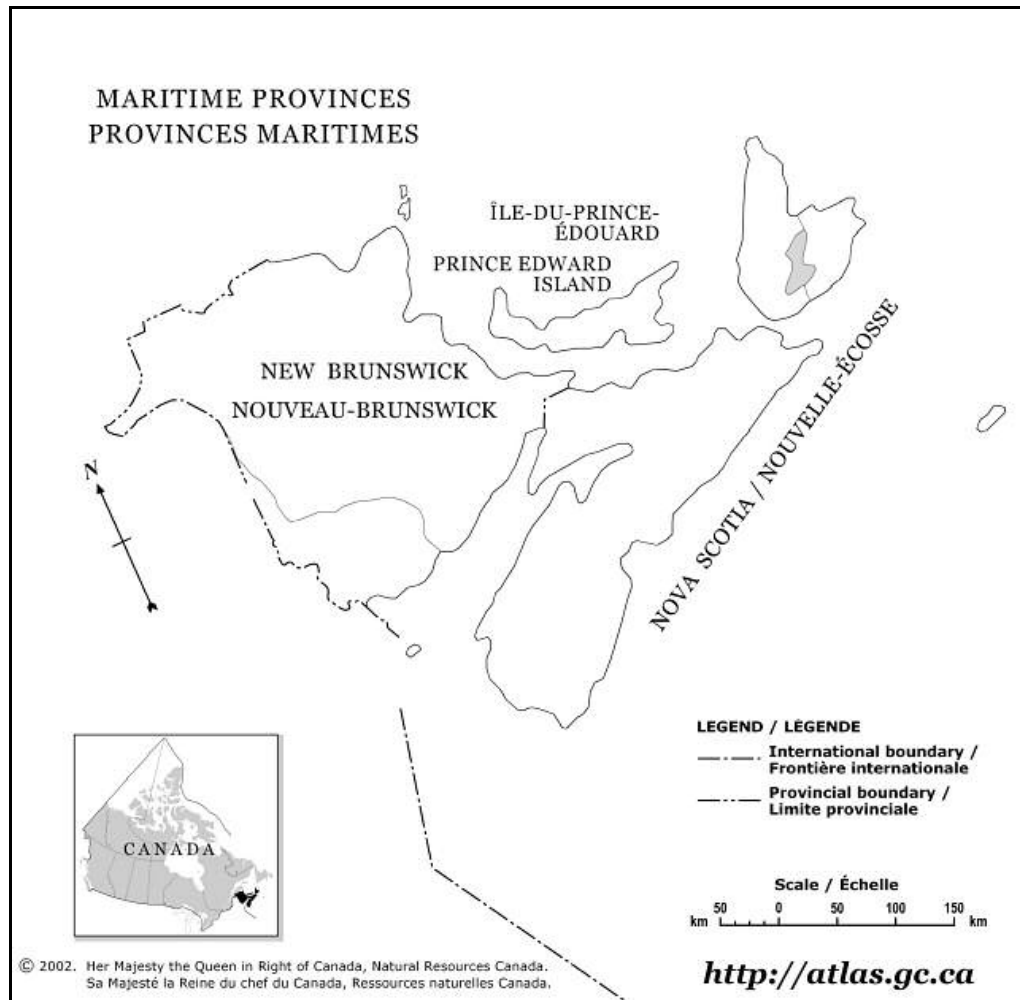 MARITIME PROVINCES
PROVINCES MARITIMES
ÎLE-DU-PRINCE-
ÉDOUARD
PRINCE EDWARD
ISLAND
NEW BRUNSWICK
NOUVEAU-BRUNSWICK
N
NOVA SCOTIA / NOUVELLE-ÉCOSSE
LEGEND / LÉGENDE
International boundary /
Frontière internationale
Provincial boundary /
Limite provinciale
CANADA
Scale / Échelle
50 0 50 100 150
km km
© 2002. Her Majesty the Queen in Right of Canada, Natural Resources Canada.
Sa Majesté la Reine du chef du Canada, Ressources naturelles Canada.
http://atlas.gc.ca